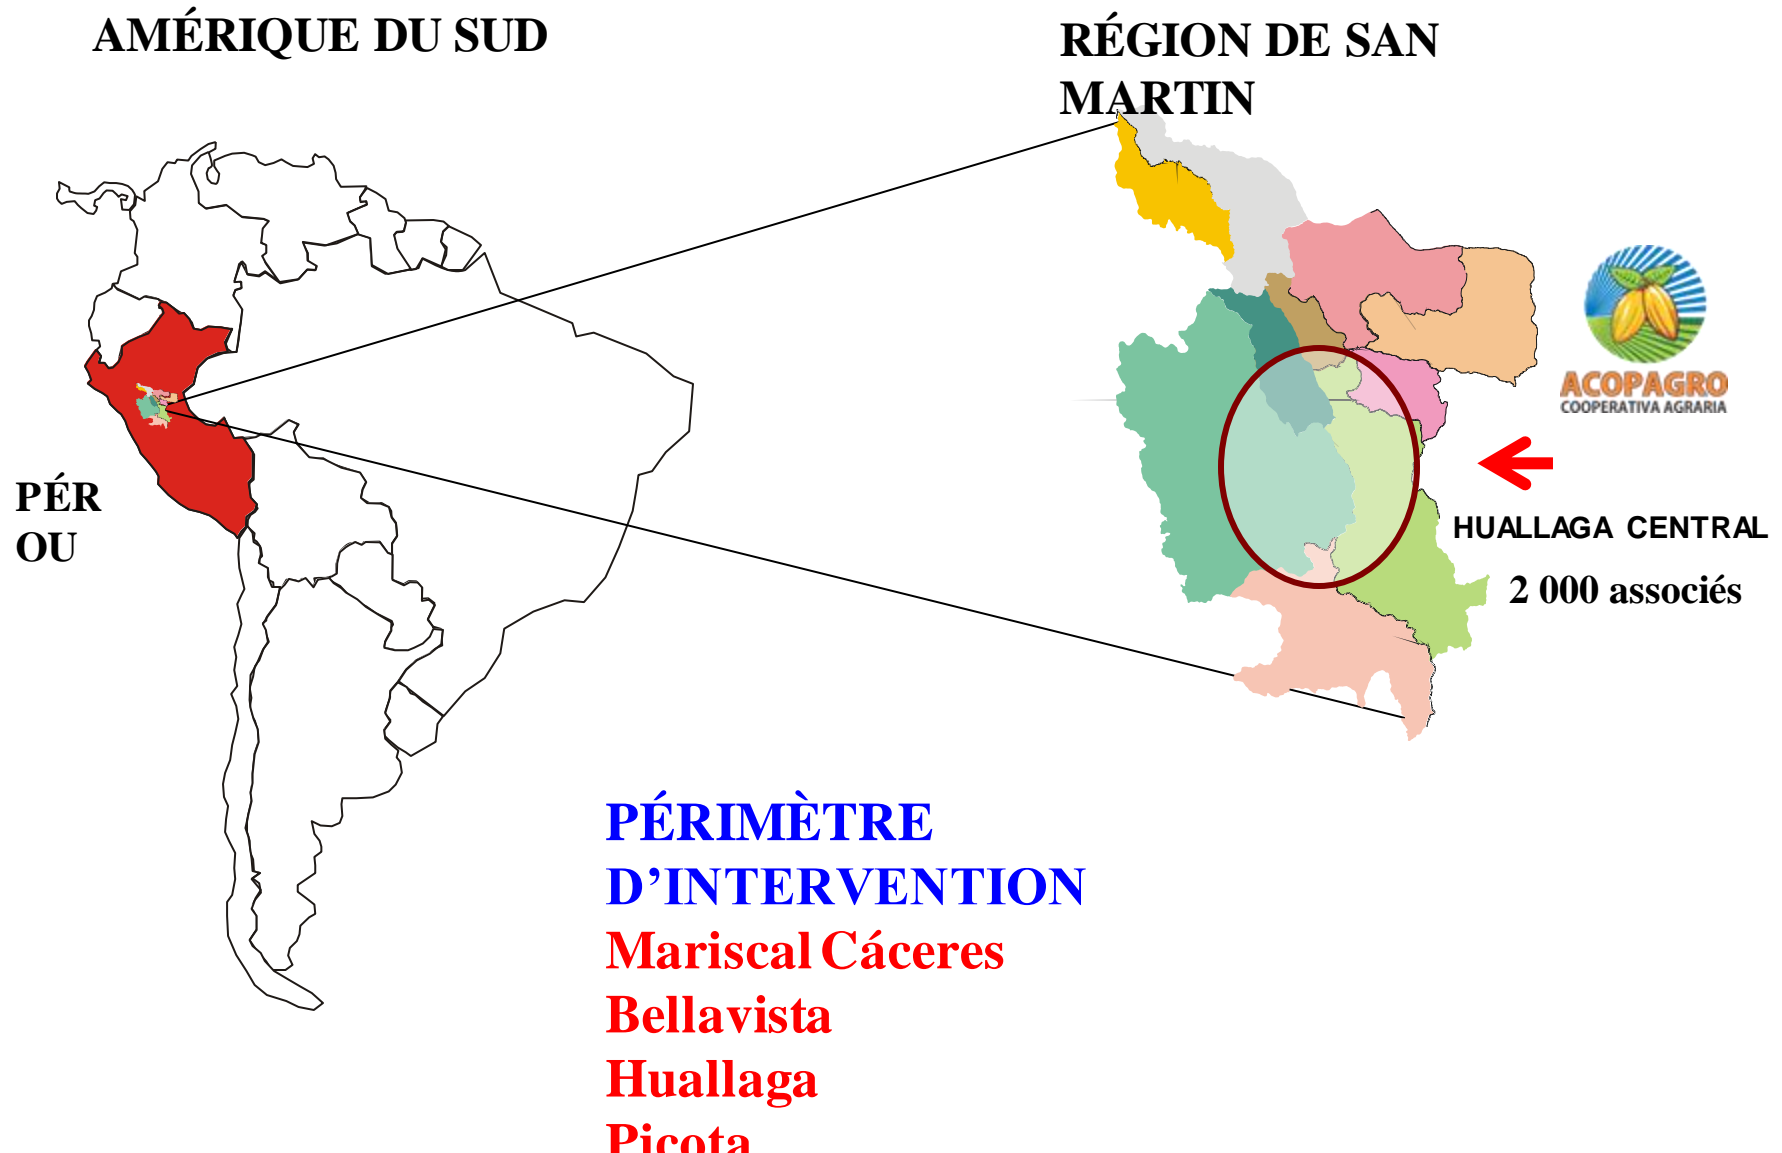 AMÉRIQUE DU SUD
RÉGION DE SAN
MARTIN
ACOPAGRO
COOPERATIVA AGRARIA
PÉR
OU
HUALLAGA CENTRAL
2 000 associés
PÉRIMÈTRE
D’INTERVENTION
Mariscal Cáceres
Bellavista
Huallaga
Picota